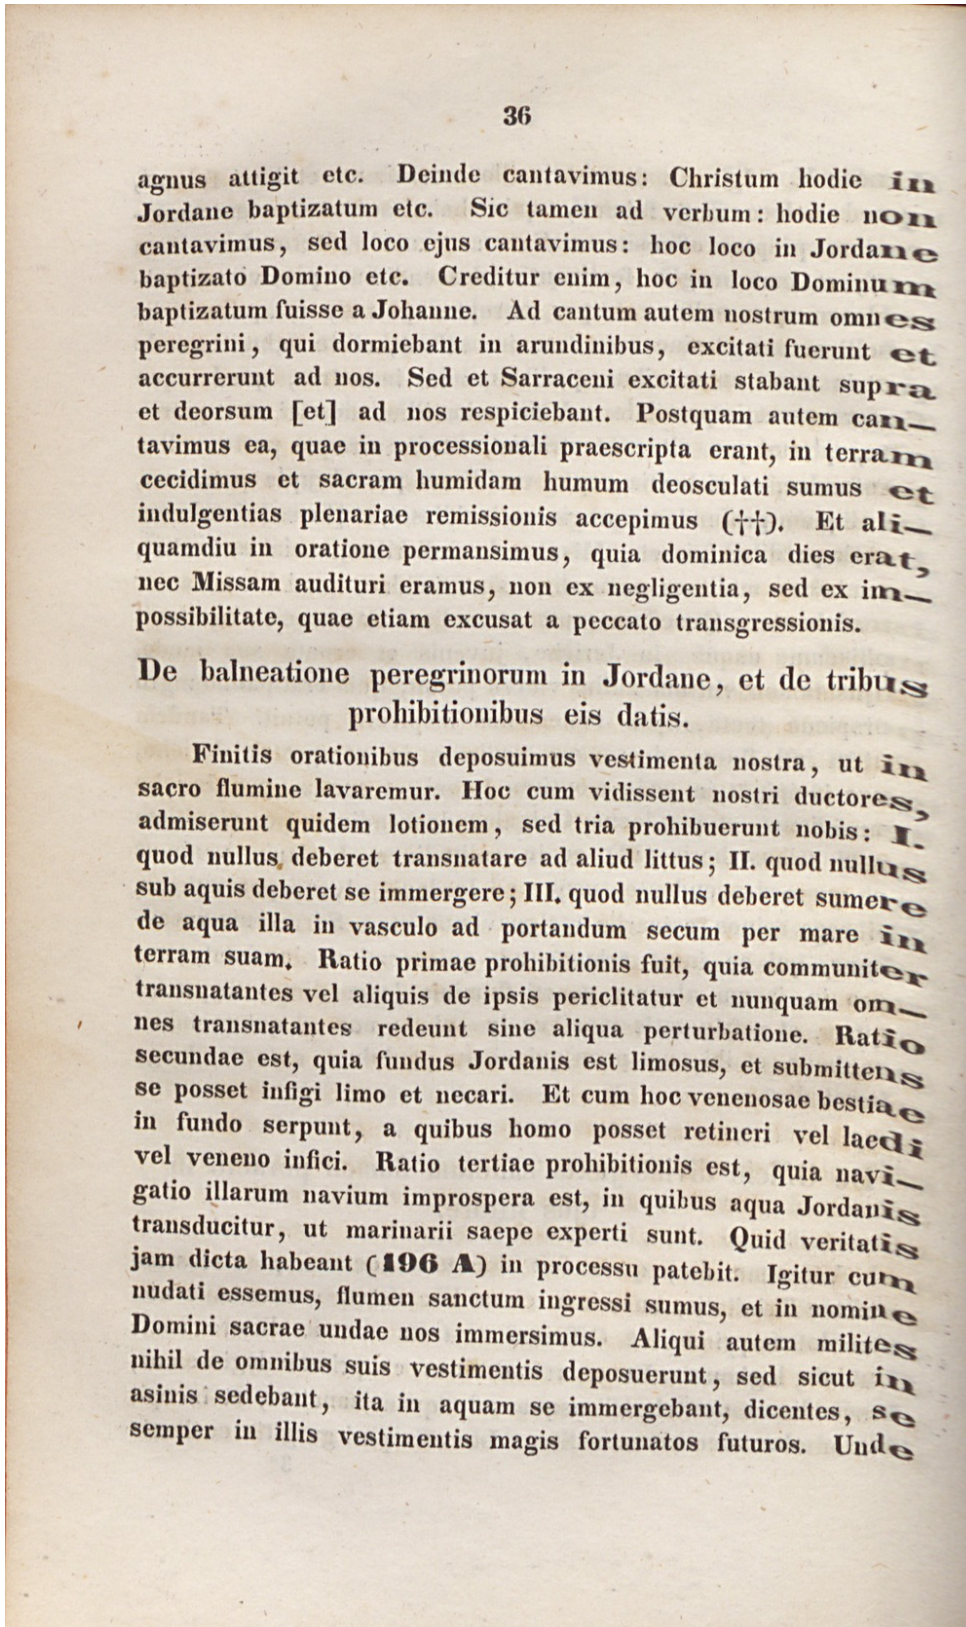 36
agnus attigit etc. Deinde cantavimus: Christum hodie in
Jordane baptizatum etc. Sic tamen ad verbum: hodie non
cantavimus, sed loco ejus cantavimus: hoc loco in Jordane
baptizato Domino etc. Creditur enim, hoc in loco Dominum
baptizatum fuisse a Johanne. Ad cantum autem nostrum omnes
peregrini, qui dormiebant in arundinibus, excitati fuerunt et
accurrerunt ad nos. Sed et Sarraceni excitati stabant supra
et deorsum [et] ad nos respiciebant. Postquam autem can-
tavimus ea, quae in processionali praescripta erant, in terram
cecidimus et sacram humidam humum deosculati sumus et
indulgentias plenariae remissionis accepimus (††). Et ali-
quamdiu in oratione permansimus, quia dominica dies erat,
nec Missam audituri eramus, non ex negligentia, sed ex im-
possibilitate, quae etiam excusat a peccato transgressionis.
De balneatione peregrinorum in Jordane, et de tribus
prohibitionibus eis datis.
Finitis orationibus deposuimus vestimenta nostra, ut in
sacro flumine lavaremur. Hoc cum vidissent nostri ductores,
admiserunt quidem lotionem, sed tria prohibuerunt nobis: I.
quod nullus deberet transnatare ad aliud littus; II. quod nullus
sub aquis deberet se immergere; III. quod nullus deberet sumere
de aqua illa in vasculo ad portandum secum per mare in
terram suam. Ratio primae prohibitionis fuit, quia communiter
transnatantes vel aliquis de ipsis periclitatur et nunquam om-
nes transnatantes redeunt sine aliqua perturbatione. Ratio
secundae est, quia fundus Jordanis est limosus, et submittens
se posset infigi limo et necari. Et cum hoc venenosae bestiae
in fundo serpunt, a quibus homo posset retineri vel laedi
vel veneno infici. Ratio tertiae prohibitionis est, quia navi-
gatio illarum navium improspera est, in quibus aqua Jordanis
transducitur, ut marinarii saepe experti sunt. Quid veritatis
jam dicta habeant (196 A) in processu patebit. Igitur cum
nudati essemus, flumen sanctum ingressi sumus, et in nomine
Domini sacrae undae nos immersimus. Aliqui autem milites
nihil de omnibus suis vestimentis deposuerunt, sed sicut in
asinis sedebant, ita in aquam se immergebant, dicentes, se
semper in illis vestimentis magis fortunatos futuros. Unde